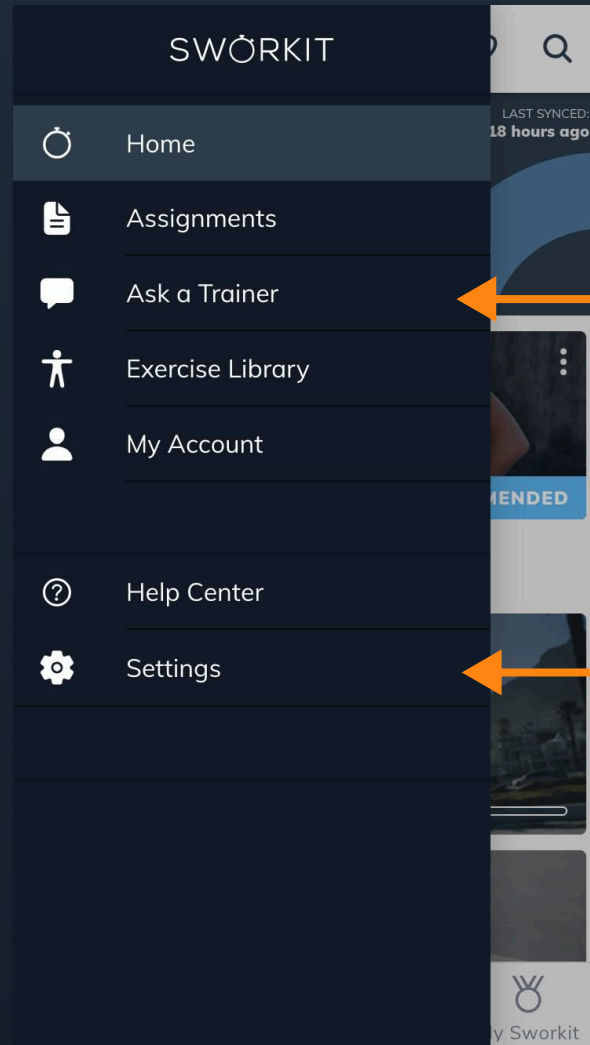 SWORKIT
LAST SYNCED:
18 hours ago
Home
Assignments
Ask a Trainer
Exercise Library
My Account
MENDED
Help Center
Settings
y Sworkit